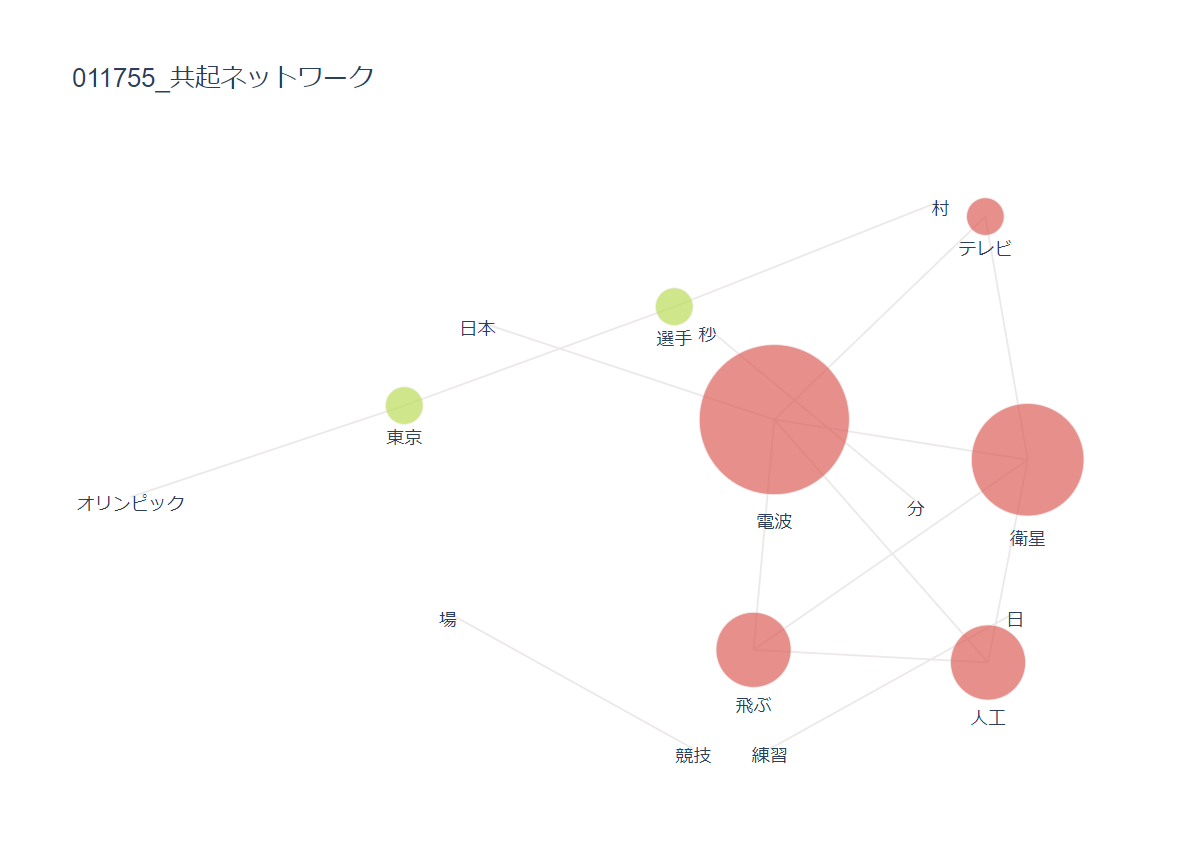 011755_共起ネットワーク
村
テレビ
日本
選手
秒
東京
オリンピック
電波
分
衛星
場
日
飛ぶ
人工
競技
練習